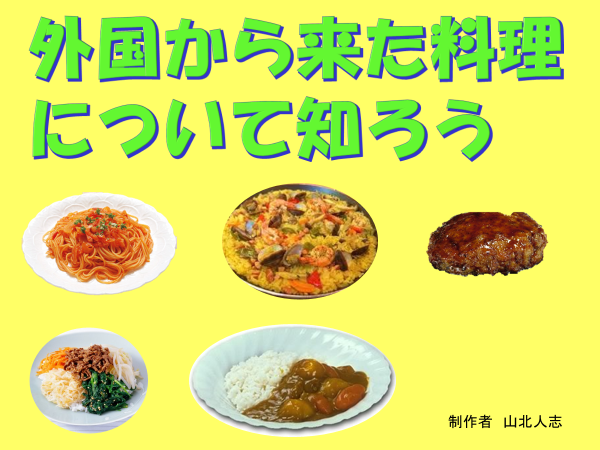 外国から来た料理
について知ろう
制作者　山北人志